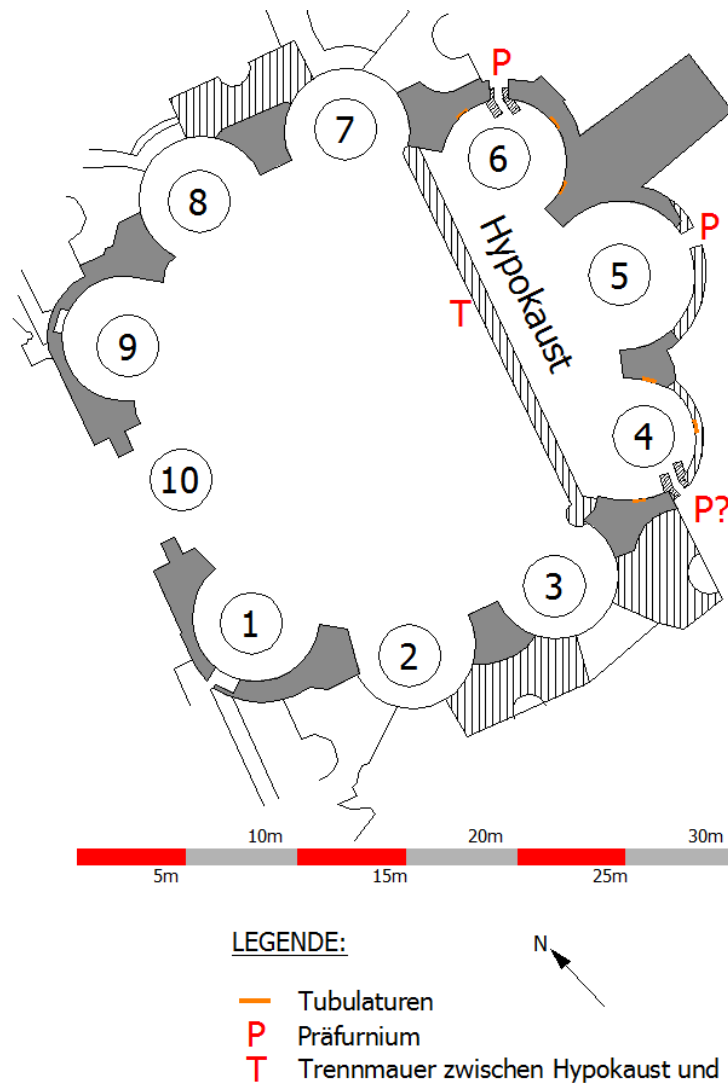 P
7
6
8
P
Hypokaust
5
T
9
4
10
P?
3
1
2
10m 20m 30m
5m 15m 25m
LEGENDE:
N
Tubulaturen
P Präfurnium
T Trennmauer zwischen Hypokaust und